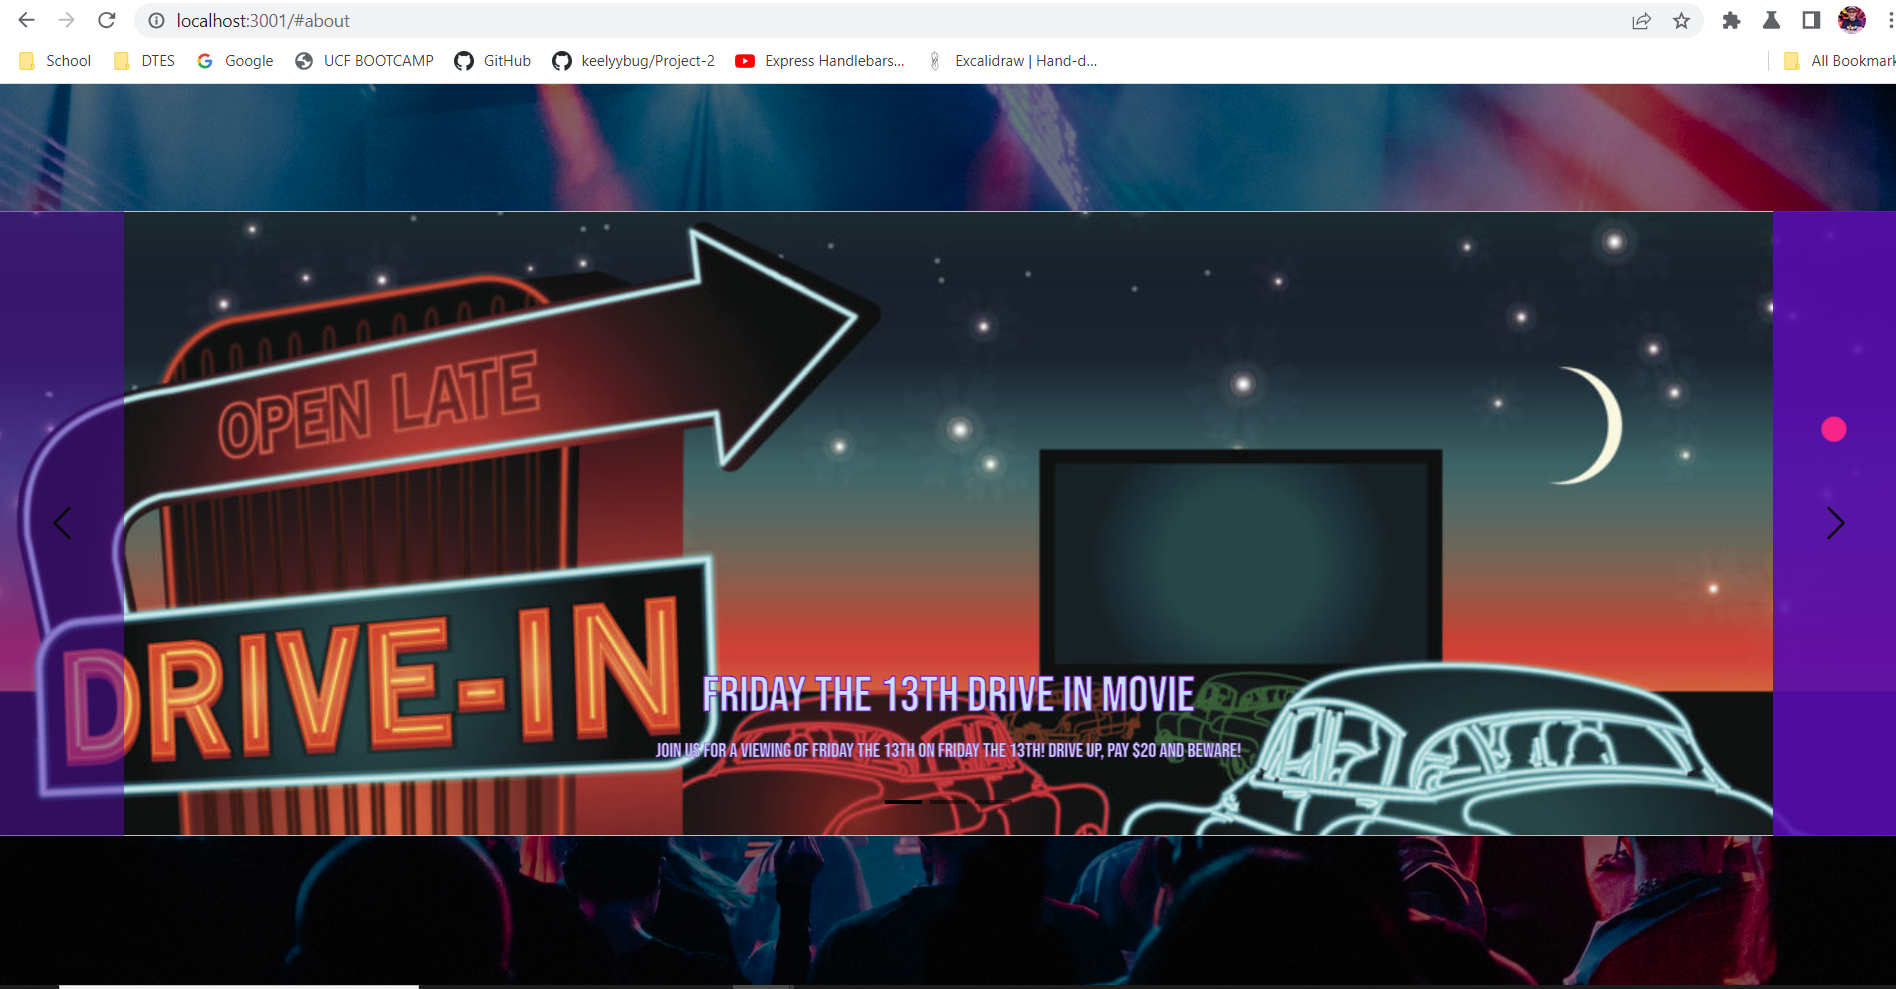 localhost:3001/#about
School DTES Google UCF BOOTCAMP GitHub keelyybug/Project-2 Express Handlebars... Excalidraw | Hand-d... All Bookmark
OPEN LATE
DRIVE-IN
FRIDAY THE 13TH DRIVE IN MOVIE
JOIN US FOR A VIEWING OF FRIDAY THE 13TH ON FRIDAY THE 13TH! DRIVE UP, PAY $20 AND BEWARE!